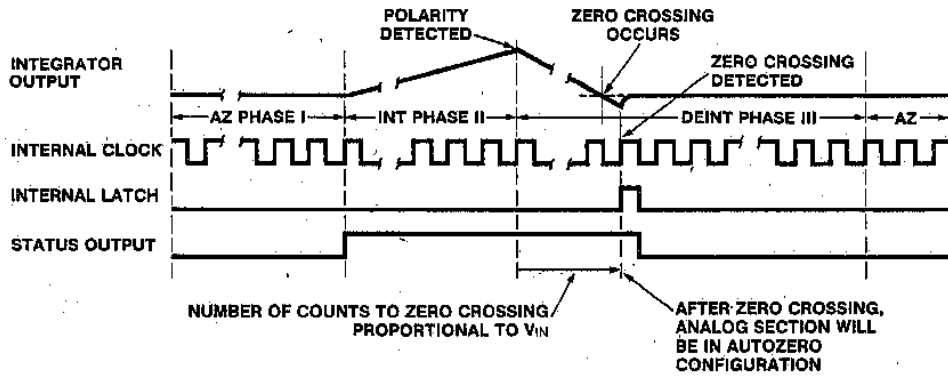 POLARITY
DETECTED
ZERO CROSSING
OCCURS
INTEGRATOR
OUTPUT
ZERO CROSSING
DETECTED
AZ PHASE I
INT PHASE II
DEINT PHASE III
AZ
INTERNAL CLOCK
INTERNAL LATCH
STATUS OUTPUT
NUMBER OF COUNTS TO ZERO CROSSING
PROPORTIONAL TO VIN
AFTER ZERO CROSSING,
ANALOG SECTION WILL
BE IN AUTOZERO
CONFIGURATION